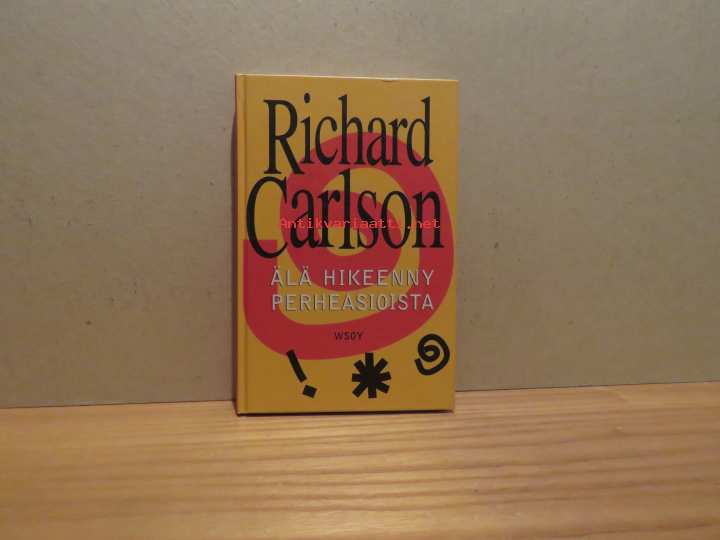 Richard
Carlson
Antikvariaatti.net
ÄLÄ HIKEENNY
PERHEASIOISTA
WSOY